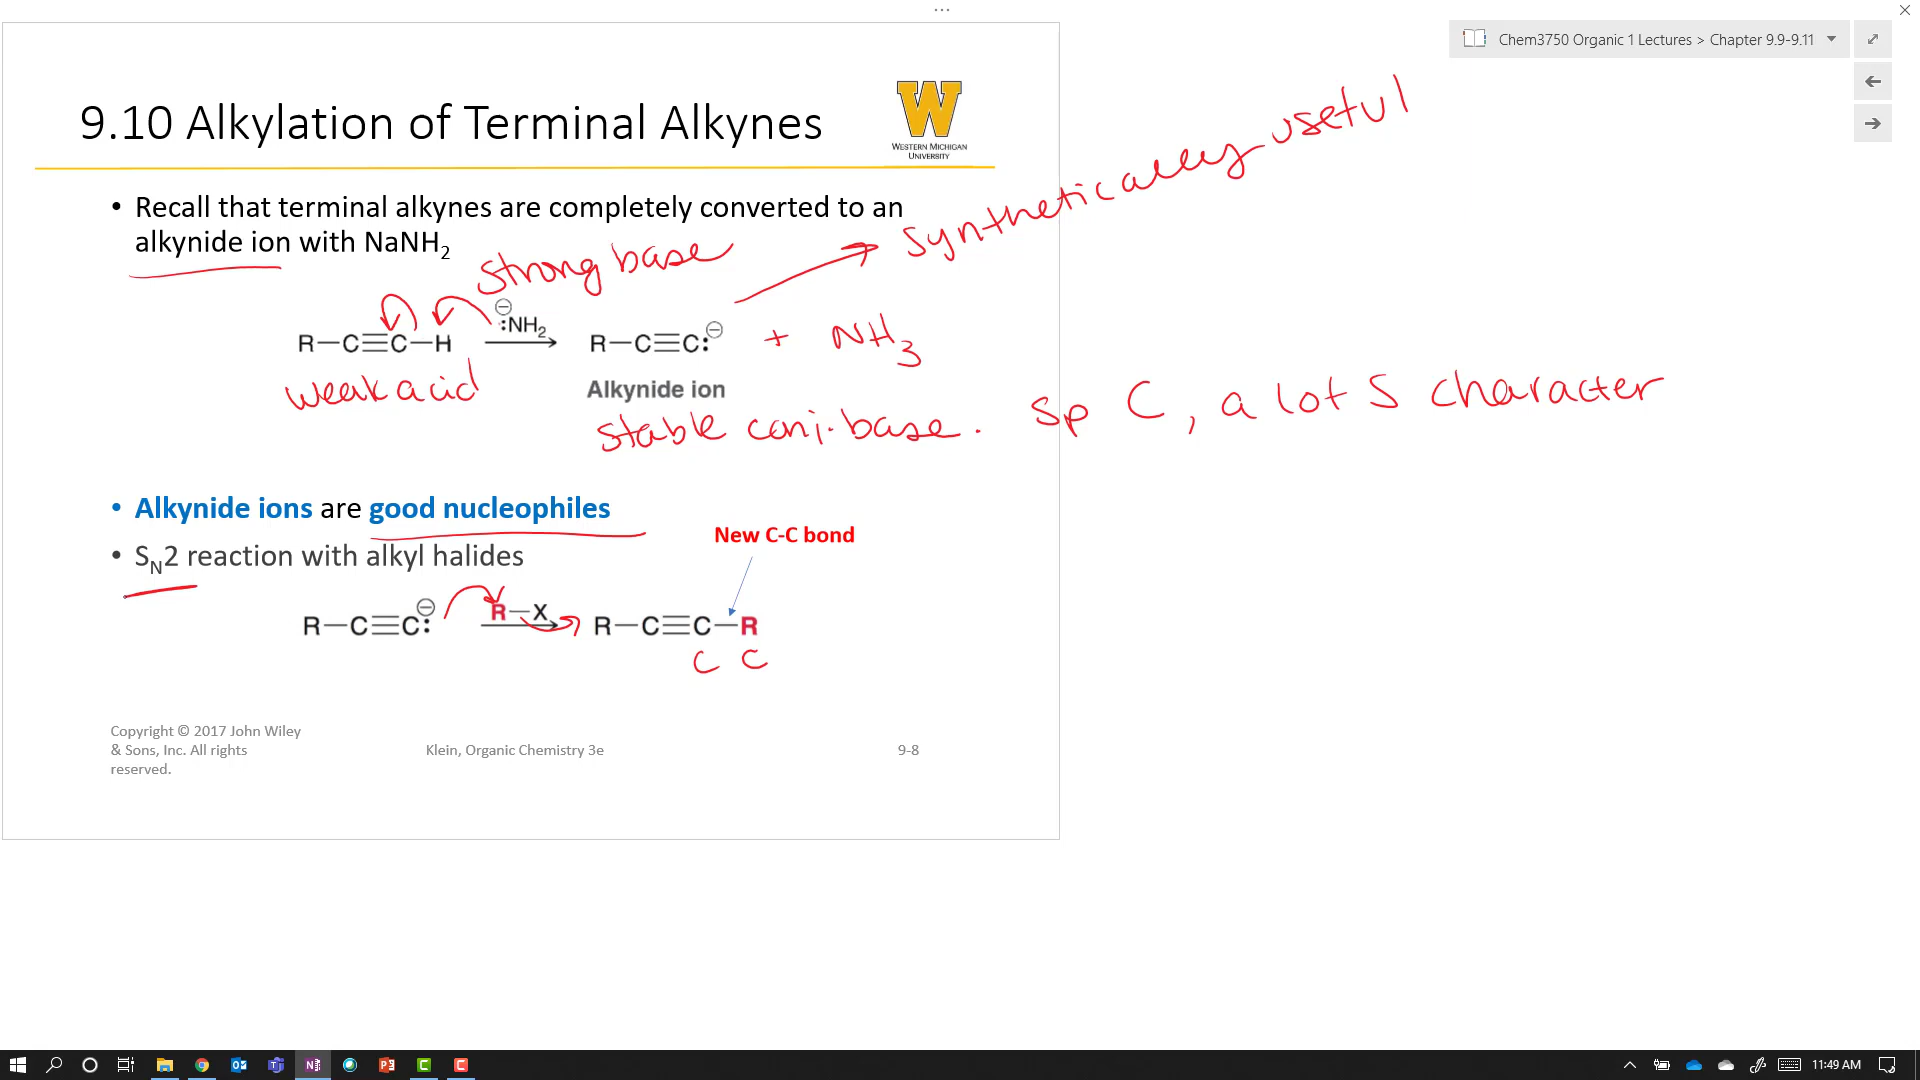 Chem3750 Organic 1 Lectures > Chapter 9.9-9.11
9.10 Alkylation of Terminal Alkynes
W
WESTERN MICHIGAN
UNIVERSITY
synthetically useful
• Recall that terminal alkynes are completely converted to an
alkynide ion with NaNH2
strong base
R—C≡C—H ⊖:NH2 → R—C≡C:⊖ + NH3
weak acid
Alkynide ion
stable conj. base. Sp C, a lot S character
• Alkynide ions are good nucleophiles
New C-C bond
• SN2 reaction with alkyl halides
R—C≡C:⊖ R—X → R—C≡C—R
C C
Copyright © 2017 John Wiley
& Sons, Inc. All rights
reserved.
Klein, Organic Chemistry 3e
9-8
11:49 AM